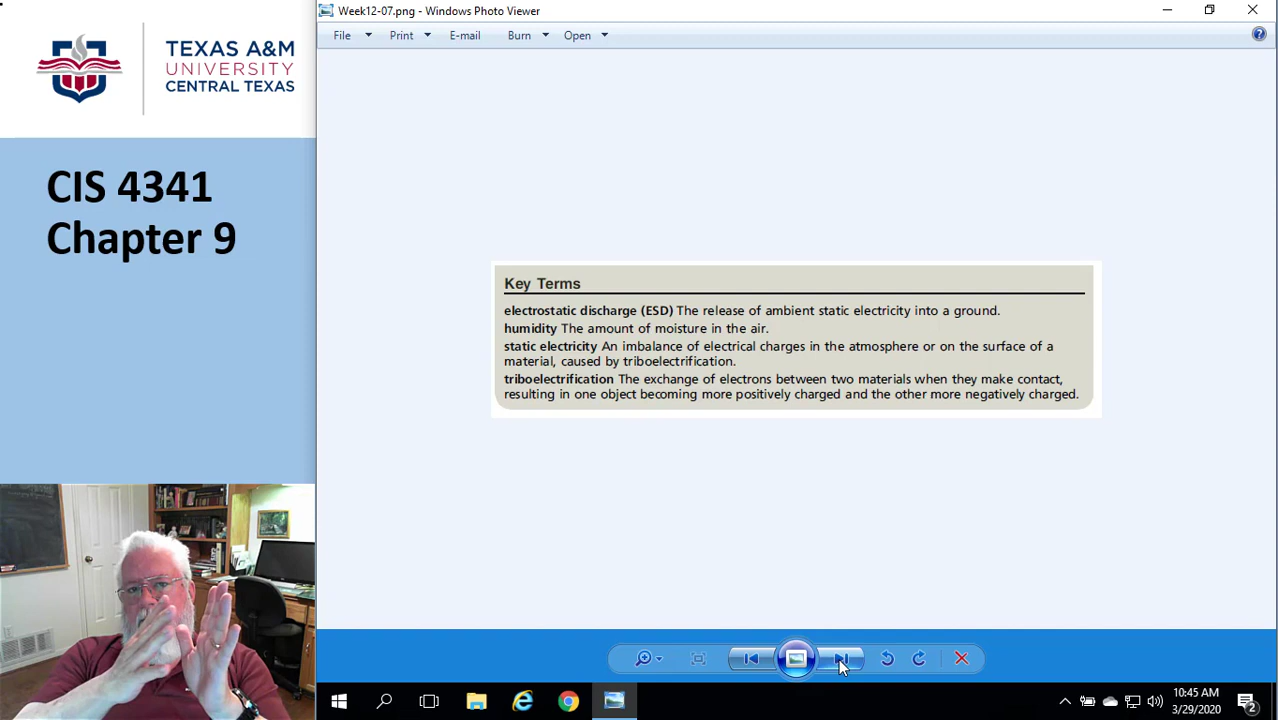 TEXAS A&M
UNIVERSITY
CENTRAL TEXAS
CIS 4341
Chapter 9
Week12-07.png - Windows Photo Viewer
File Print E-mail Burn Open
Key Terms
electrostatic discharge (ESD) The release of ambient static electricity into a ground.
humidity The amount of moisture in the air.
static electricity An imbalance of electrical charges in the atmosphere or on the surface of a
material, caused by triboelectrification.
triboelectrification The exchange of electrons between two materials when they make contact,
resulting in one object becoming more positively charged and the other more negatively charged.
10:45 AM
3/29/2020
2